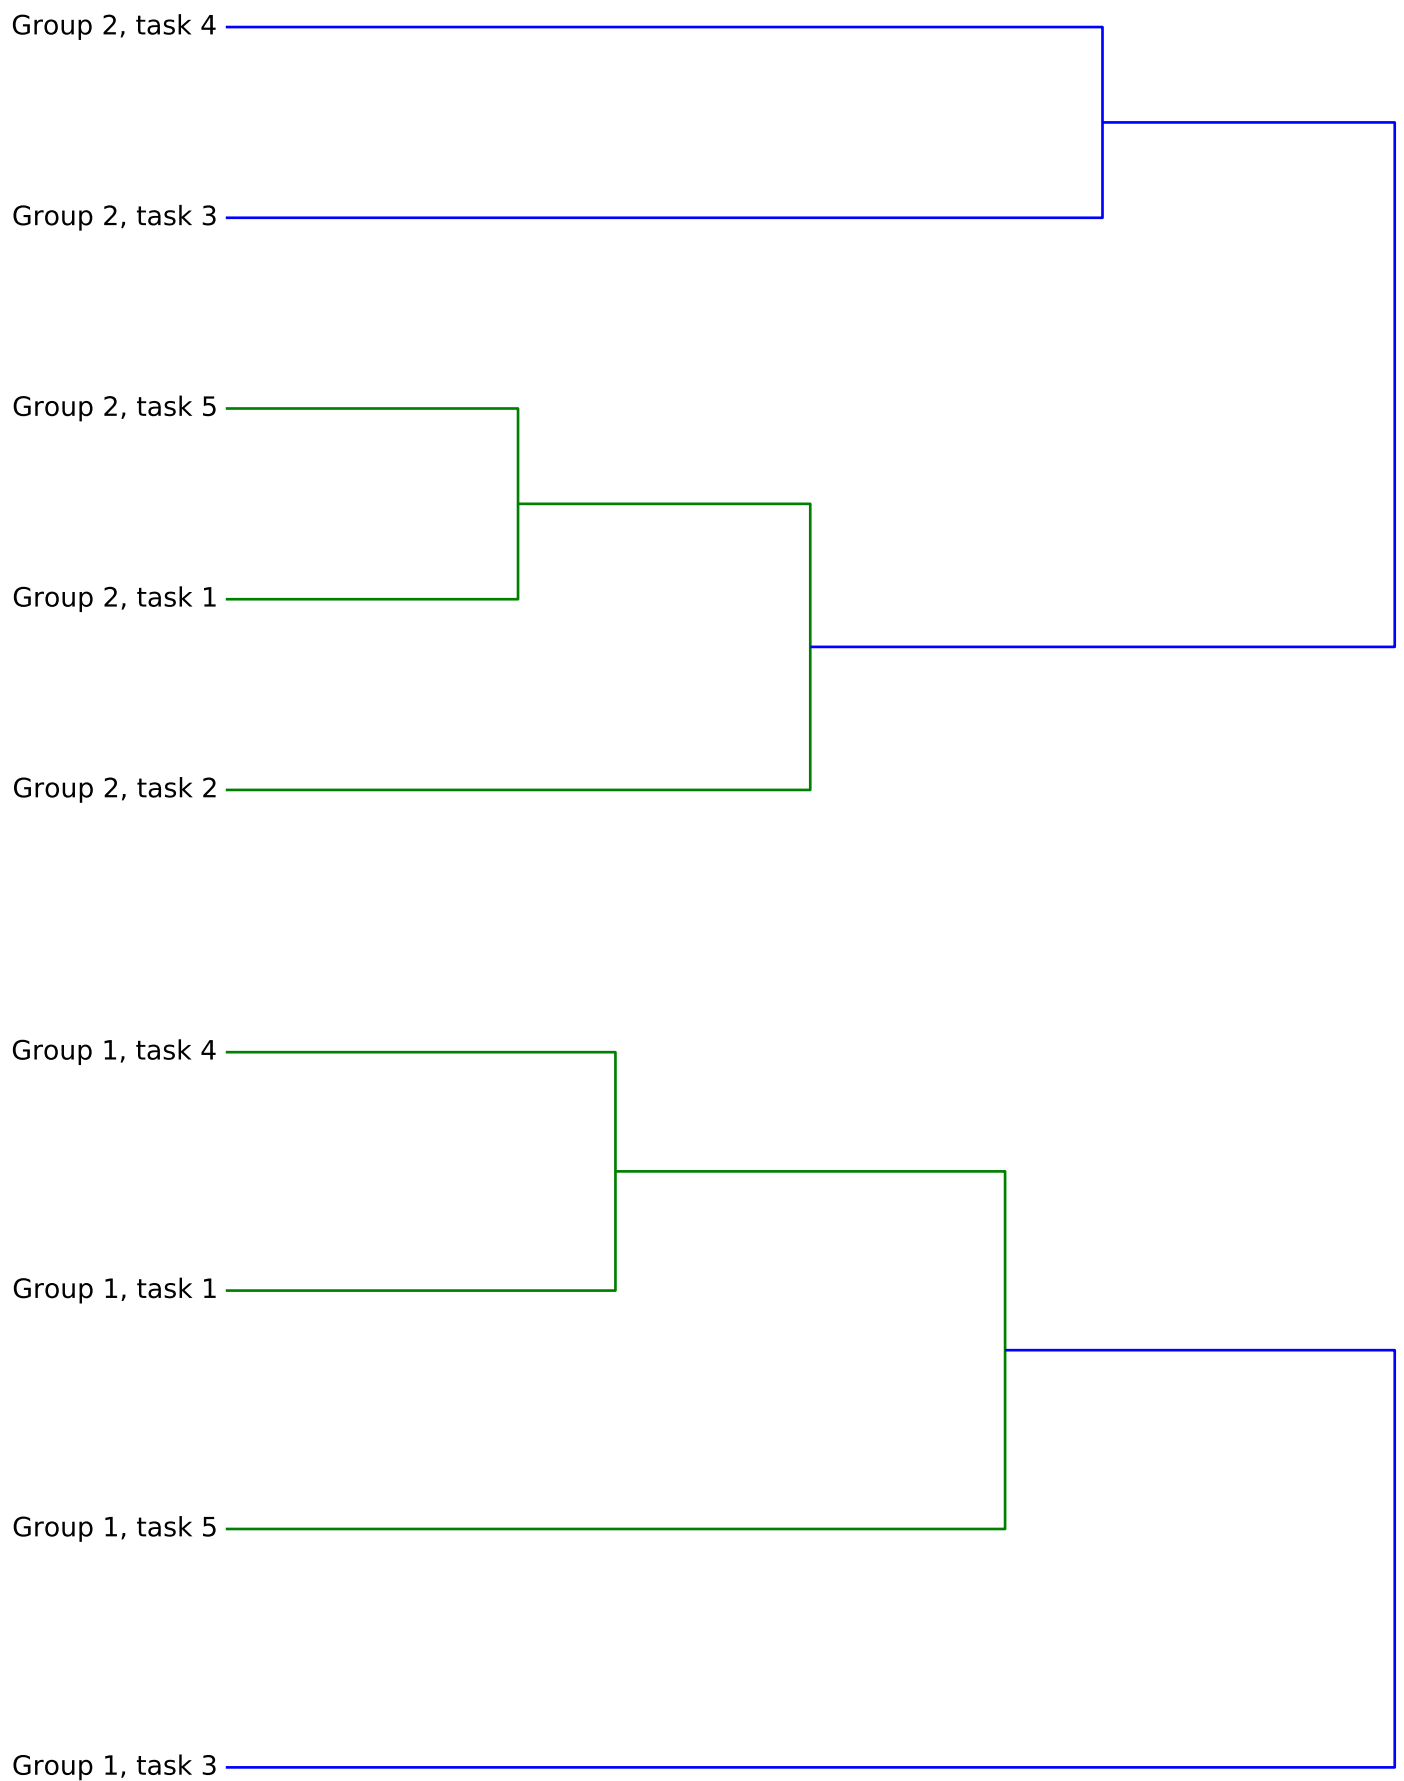 Group 2, task 4
Group 2, task 3
Group 2, task 5
Group 2, task 1
Group 2, task 2
Group 1, task 4
Group 1, task 1
Group 1, task 5
Group 1, task 3